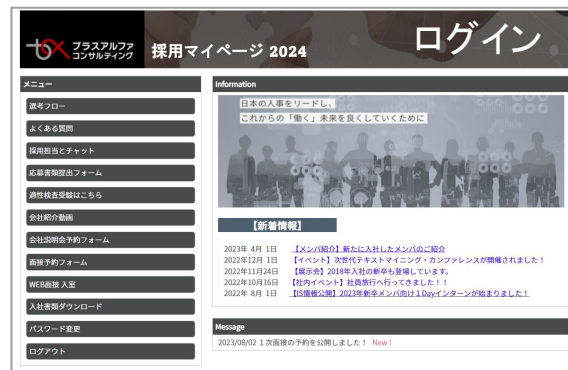 プラスアルファ
コンサルティング
採用マイページ 2024
ログイン
メニュー
選考フロー
よくある質問
採用担当とチャット
応募書類提出フォーム
適性検査受験はこちら
会社紹介動画
会社説明会予約フォーム
面接予約フォーム
WEB面接 入室
入社書類ダウンロード
パスワード変更
ログアウト
Information
日本の人事をリードし、
これからの「働く」未来を良くしていくために
【新着情報】
2023年 4月 1日 【メンバ紹介】新たに入社したメンバのご紹介
2022年12月 1日 【イベント】次世代テキストマイニング・カンファレンスが開催されました！
2022年11月24日 【展示会】2018年入社の新卒も登場しています。
2022年10月16日 【社内イベント】社員旅行へ行ってきました！！
2022年 8月 1日 【IS情報公開】2023年新卒メンバ向け１Dayインターンが始まりました！
Message
2023/08/02 １次面接の予約を公開しました！ New！